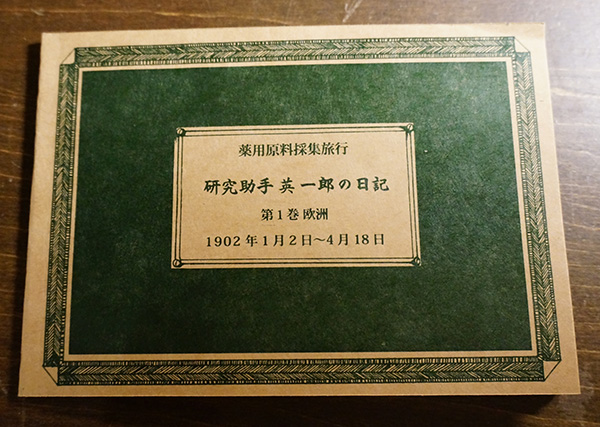 薬用原料採集旅行
研究助手 英一郎の日記
第1巻 欧洲
1902年1月2日～4月18日